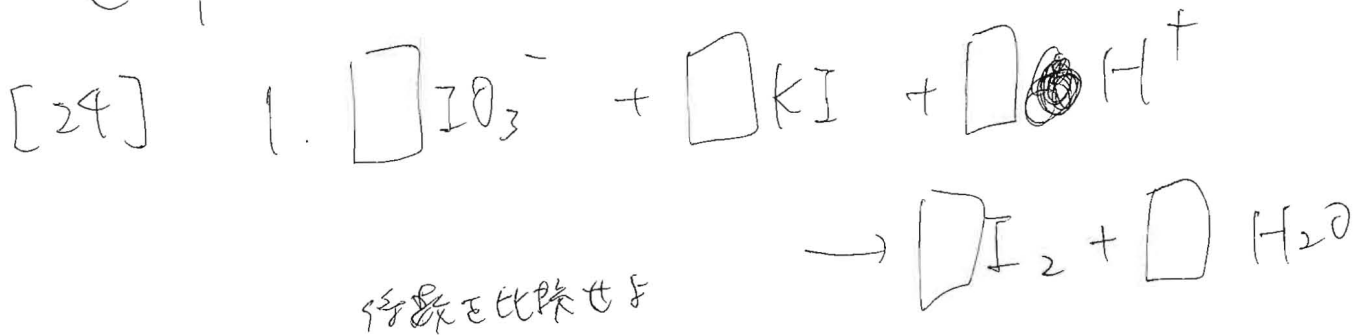 [24] 1. □IO₃⁻ + □KI + □H⁺
→ □I₂ + □H₂O
係数を比較せよ